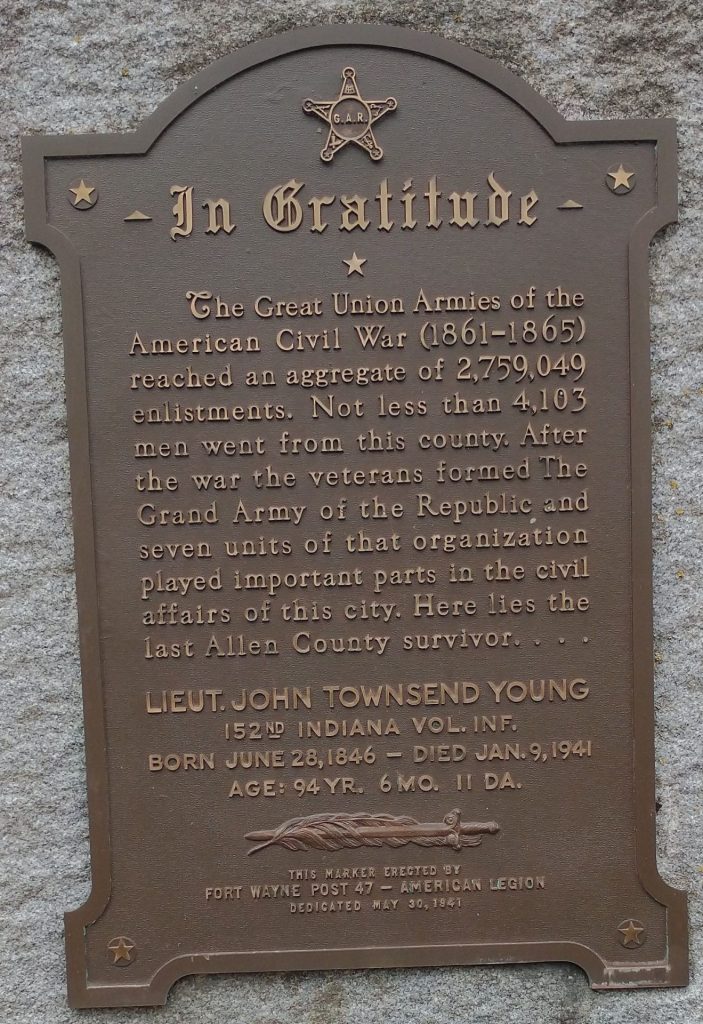 G.A.R.
In Gratitude
The Great Union Armies of the
American Civil War (1861-1865)
reached an aggregate of 2,759,049
enlistments. Not less than 4,103
men went from this county. After
the war the veterans formed The
Grand Army of the Republic and
seven units of that organization
played important parts in the civil
affairs of this city. Here lies the
last Allen County survivor. . . .
LIEUT. JOHN TOWNSEND YOUNG
152ND INDIANA VOL. INF.
BORN JUNE 28, 1846 – DIED JAN. 9, 1941
AGE: 94 YR. 6 MO. 11 DA.
THIS MARKER ERECTED BY
FORT WAYNE POST 47 – AMERICAN LEGION
DEDICATED MAY 30, 1941